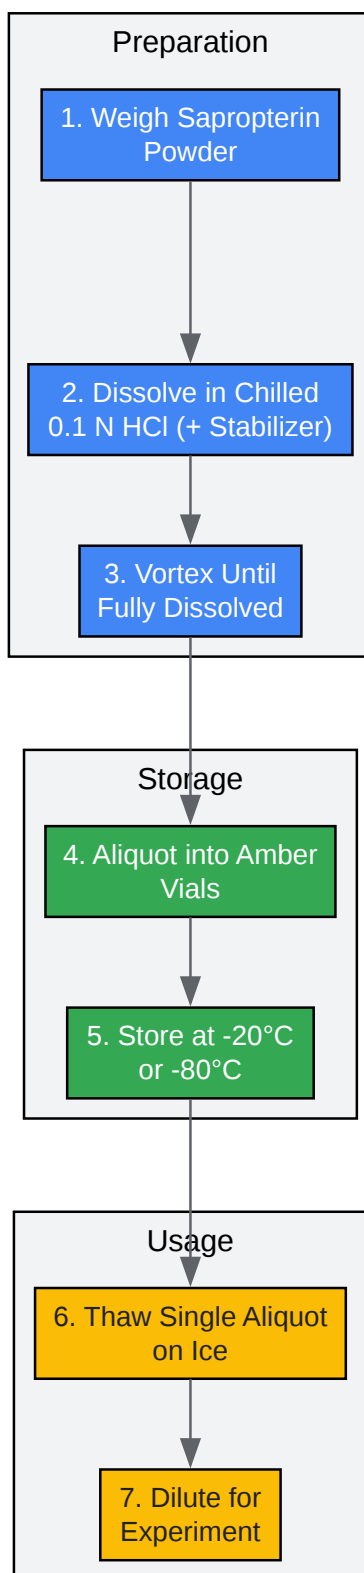 Preparation
1. Weigh Sapropterin
Powder
2. Dissolve in Chilled
0.1 N HCl (+ Stabilizer)
3. Vortex Until
Fully Dissolved
Storage
4. Aliquot into Amber
Vials
5. Store at -20°C
or -80°C
Usage
6. Thaw Single Aliquot
on Ice
7. Dilute for
Experiment